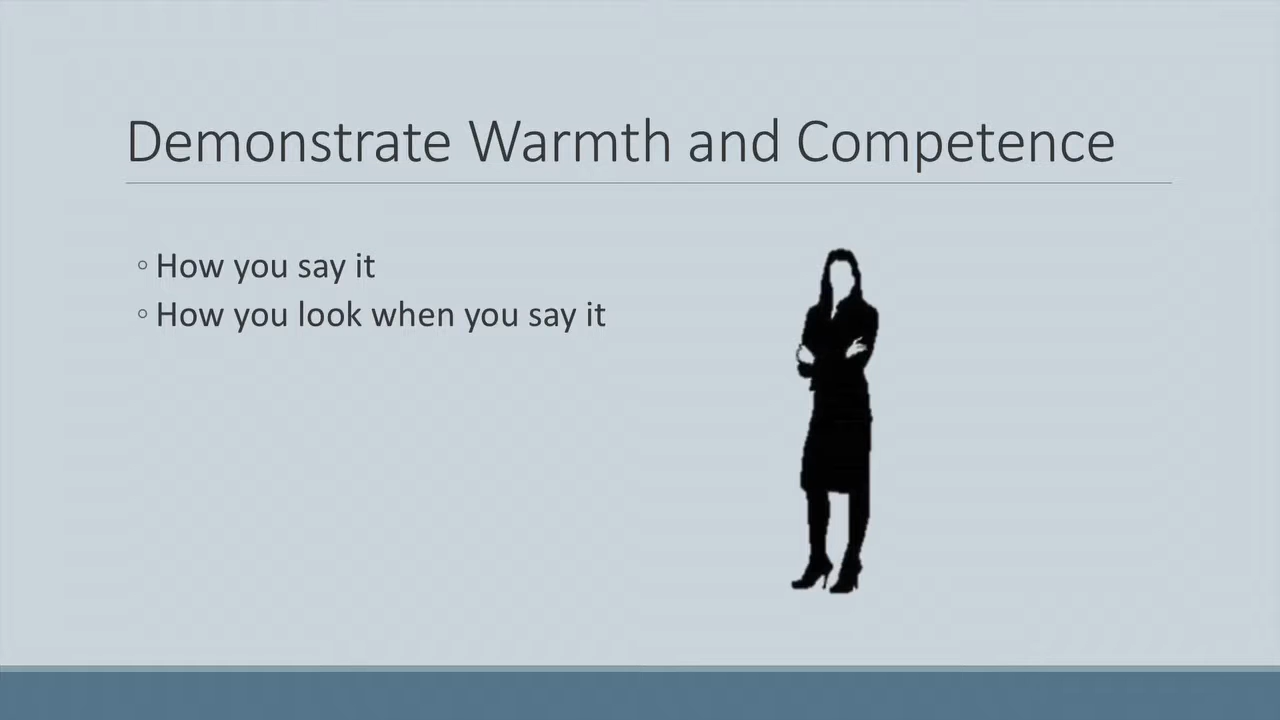 Demonstrate Warmth and Competence
◦ How you say it
◦ How you look when you say it